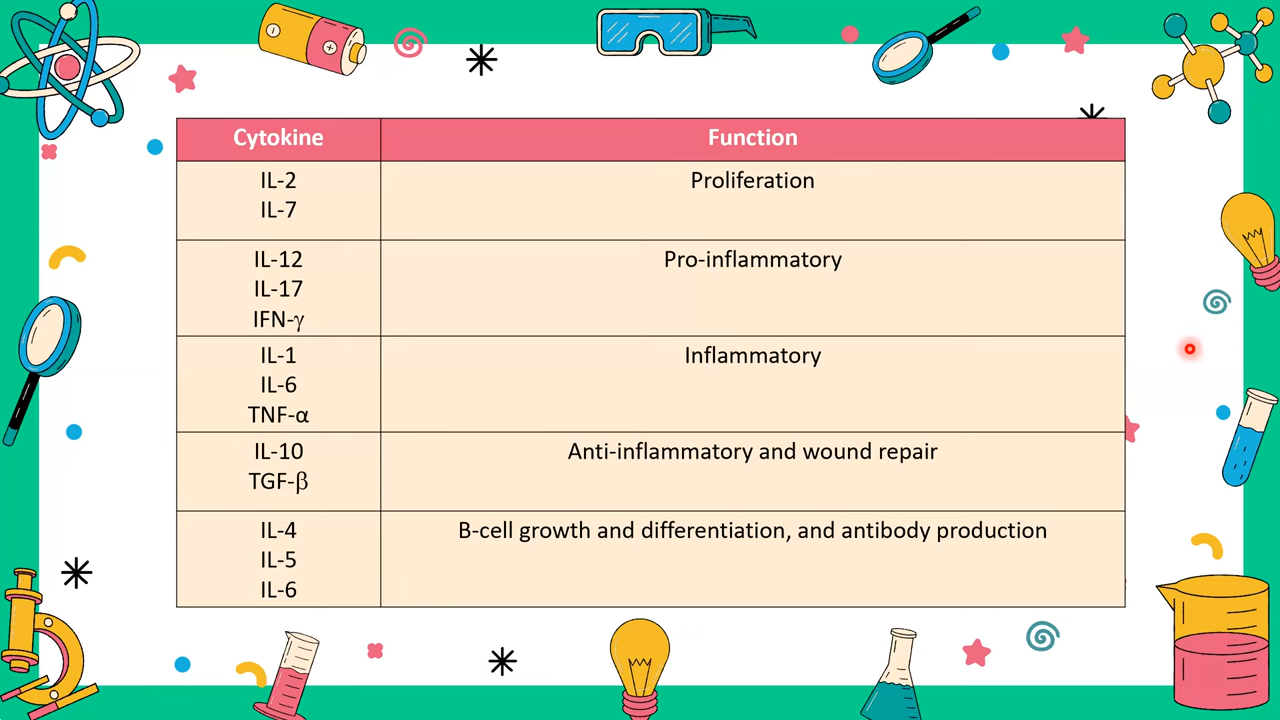 Cytokine
Function
IL-2
IL-7
Proliferation
IL-12
IL-17
IFN-γ
Pro-inflammatory
IL-1
IL-6
TNF-α
Inflammatory
IL-10
TGF-β
Anti-inflammatory and wound repair
IL-4
IL-5
IL-6
B-cell growth and differentiation, and antibody production